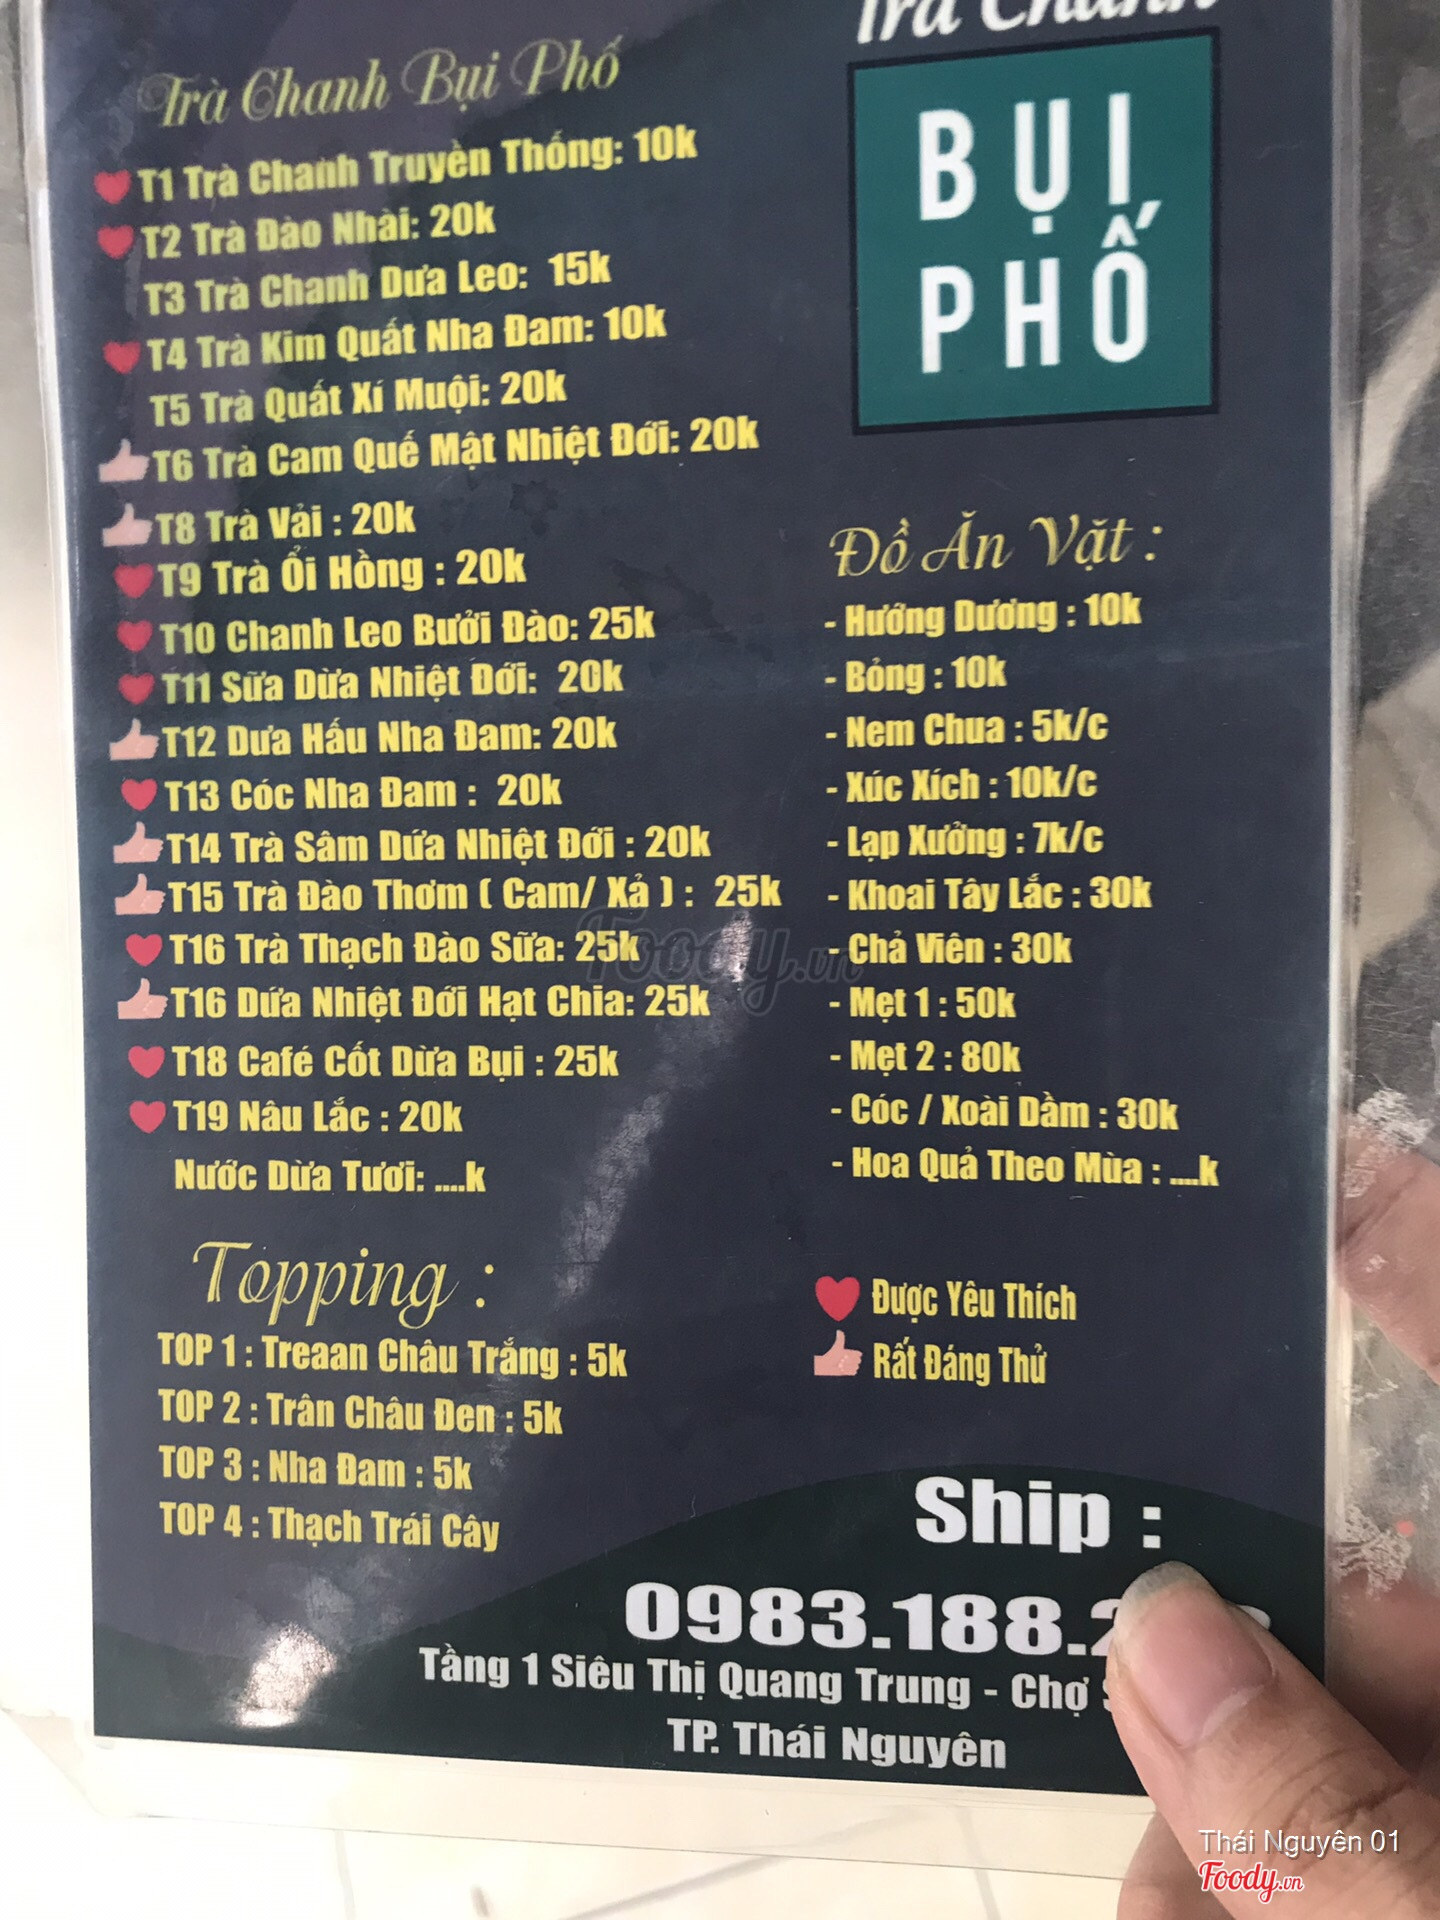 Trà Chanh
BỤI
PHỐ
Trà Chanh Bụi Phố
T1 Trà Chanh Truyền Thống: 10k
T2 Trà Đào Nhài: 20k
T3 Trà Chanh Dưa Leo: 15k
T4 Trà Kim Quất Nha Đam: 10k
T5 Trà Quất Xí Muội: 20k
T6 Trà Cam Quế Mật Nhiệt Đới: 20k
T8 Trà Vải : 20k
T9 Trà Ổi Hồng : 20k
T10 Chanh Leo Bưởi Đào: 25k
T11 Sữa Dừa Nhiệt Đới: 20k
T12 Dưa Hấu Nha Đam: 20k
T13 Cóc Nha Đam : 20k
T14 Trà Sâm Dứa Nhiệt Đới : 20k
T15 Trà Đào Thơm ( Cam/ Xả ) : 25k
T16 Trà Thạch Đào Sữa: 25k
T16 Dứa Nhiệt Đới Hạt Chia: 25k
T18 Café Cốt Dừa Bụi : 25k
T19 Nâu Lắc : 20k
Nước Dừa Tươi: ....k
Topping :
TOP 1 : Treaan Châu Trắng : 5k
TOP 2 : Trân Châu Đen : 5k
TOP 3 : Nha Đam : 5k
TOP 4 : Thạch Trái Cây
Đồ Ăn Vặt :
- Hướng Dương : 10k
- Bỏng : 10k
- Nem Chua : 5k/c
- Xúc Xích : 10k/c
- Lạp Xưởng : 7k/c
- Khoai Tây Lắc : 30k
- Chả Viên : 30k
- Mẹt 1 : 50k
- Mẹt 2 : 80k
- Cóc / Xoài Dầm : 30k
- Hoa Quả Theo Mùa : ....k
Được Yêu Thích
Rất Đáng Thử
Ship :
0983.188.2
Tầng 1 Siêu Thị Quang Trung - Chợ
TP. Thái Nguyên
Foody.vn
Thái Nguyên 01
Foody.vn